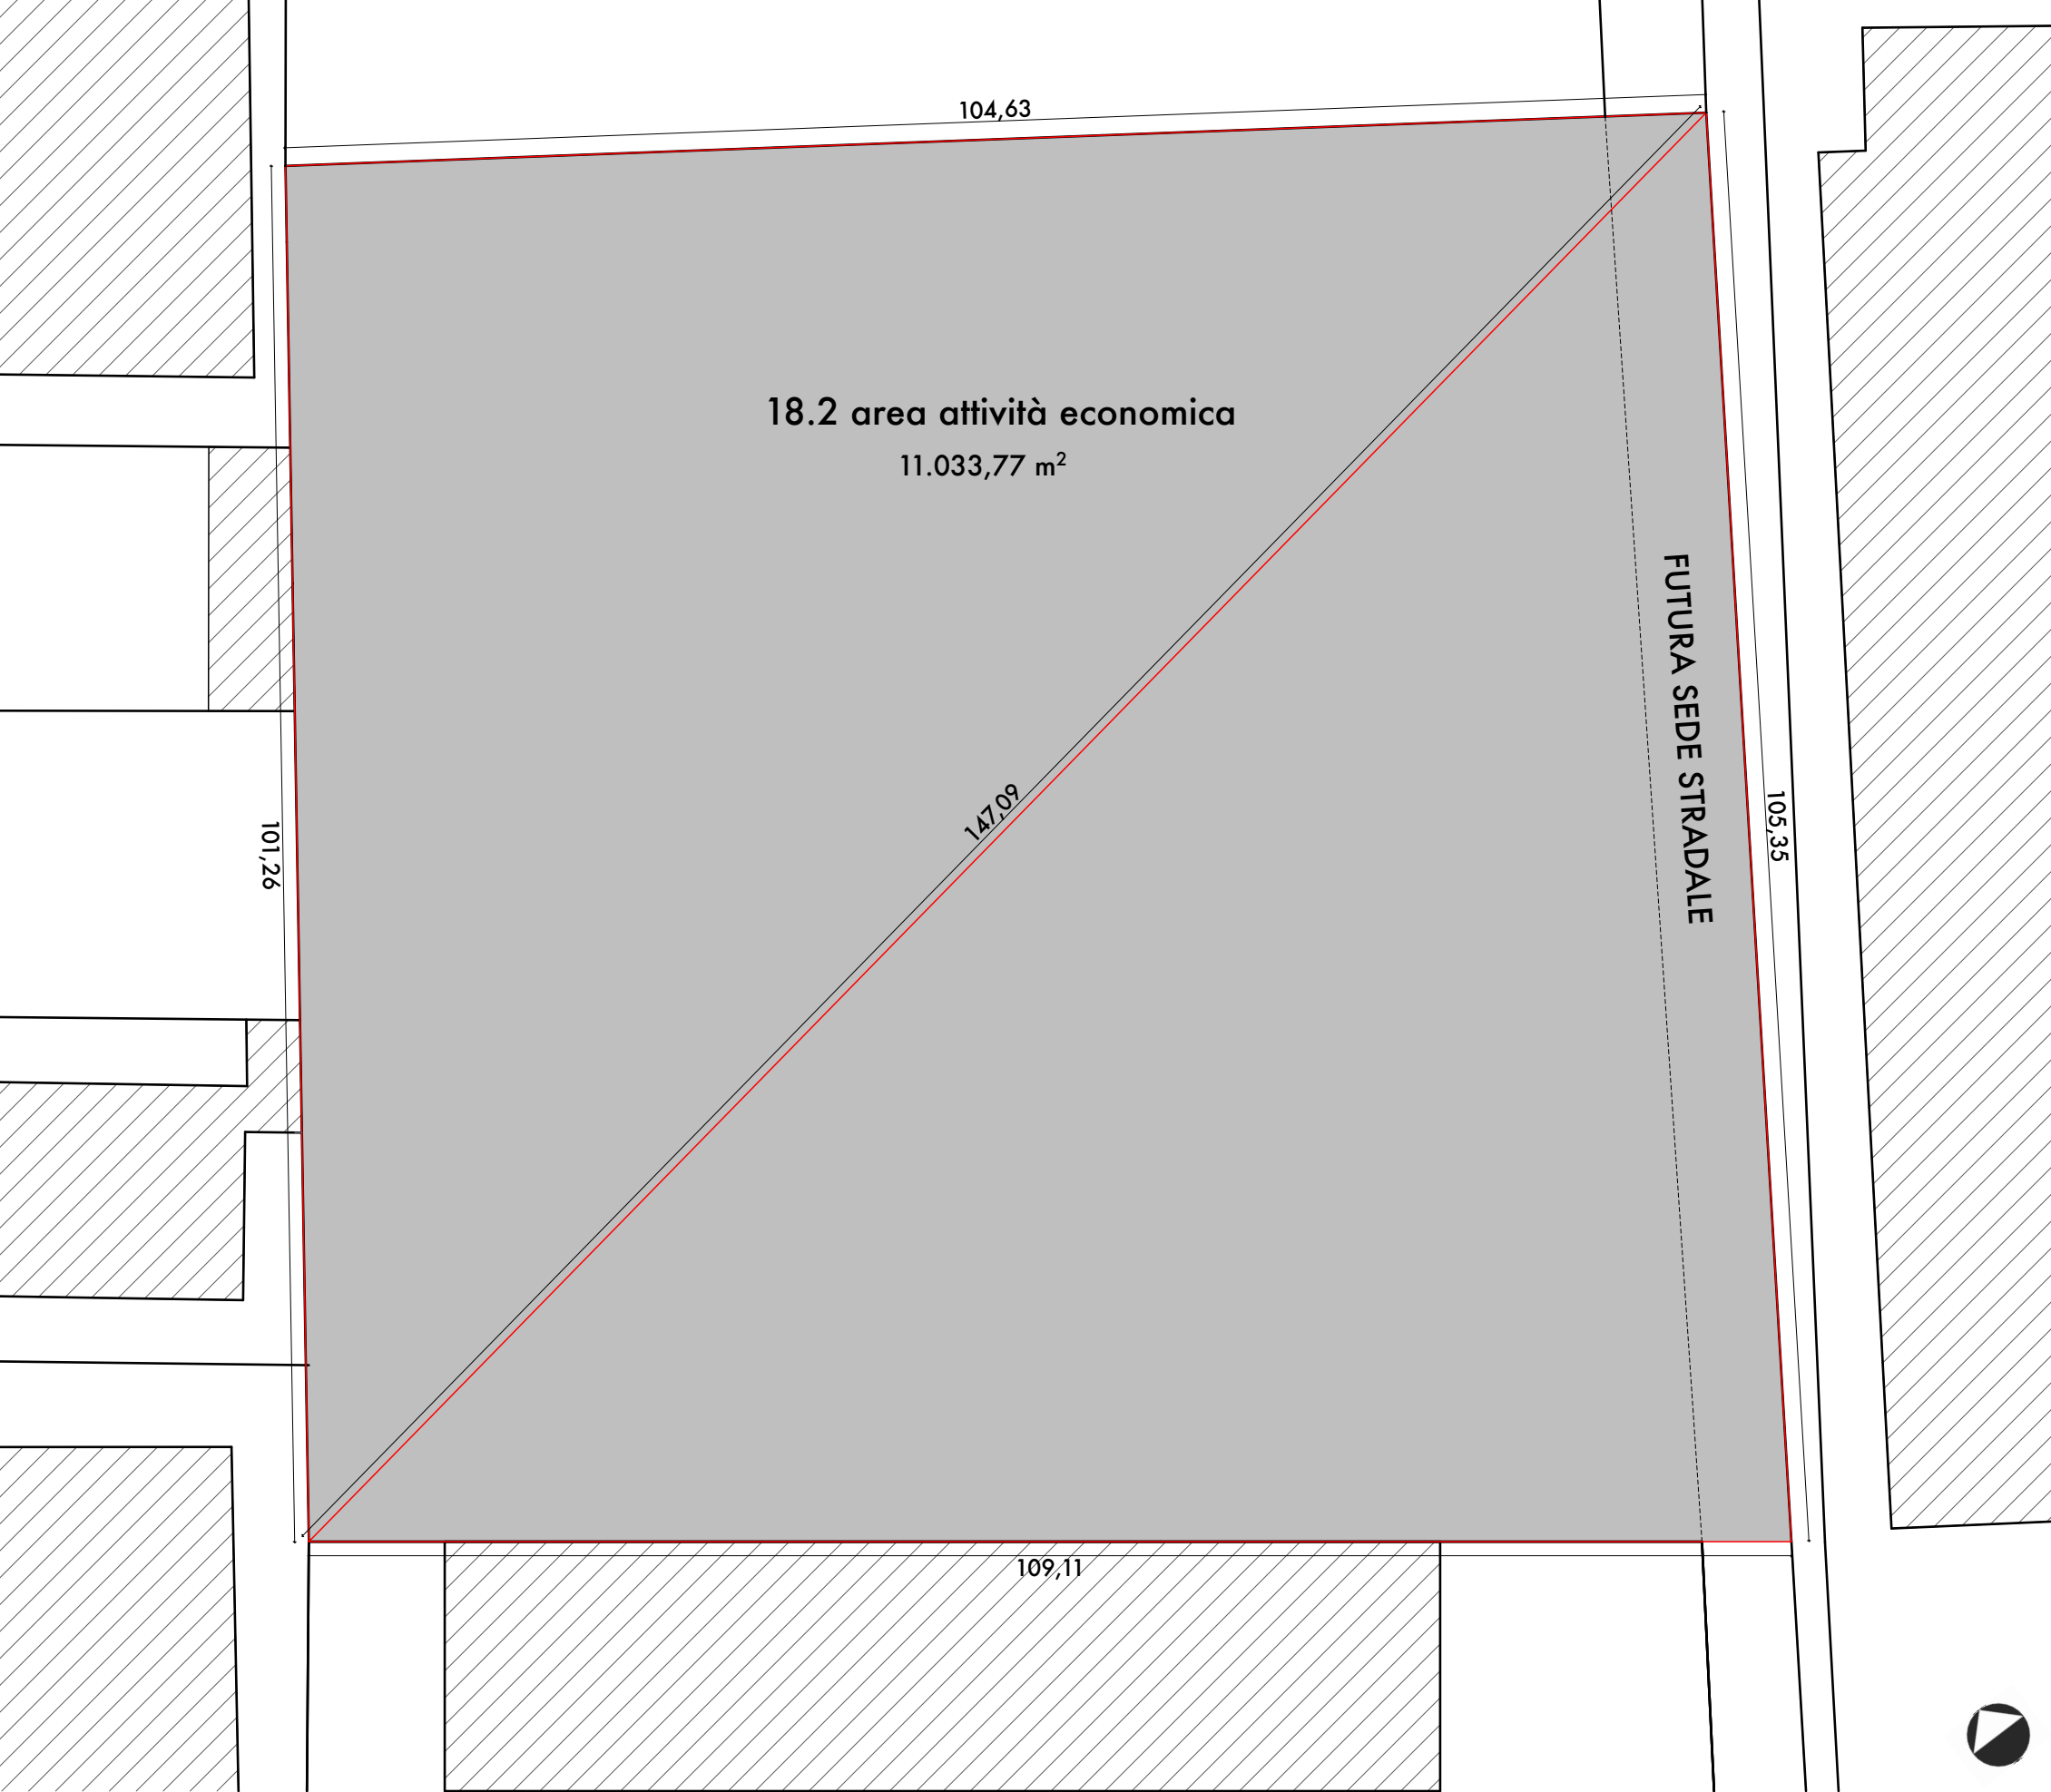 104,63
18.2 area attività economica
11.033,77 m²
FUTURA SEDE STRADALE
147,09
101,26
105,35
109,11